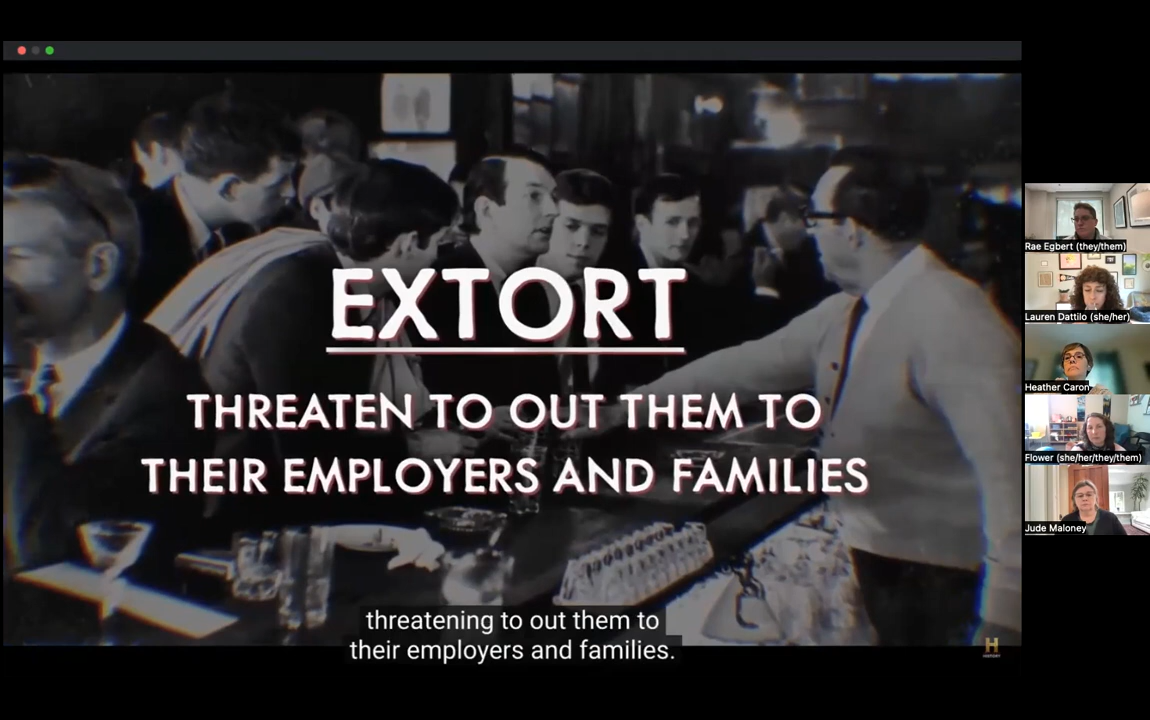 EXTORT
THREATEN TO OUT THEM TO
THEIR EMPLOYERS AND FAMILIES
threatening to out them to
their employers and families.
H
HISTORY
Rae Egbert (they/them)
Lauren Dattilo (she/her)
Heather Caron
Flower (she/her/they/them)
Jude Maloney